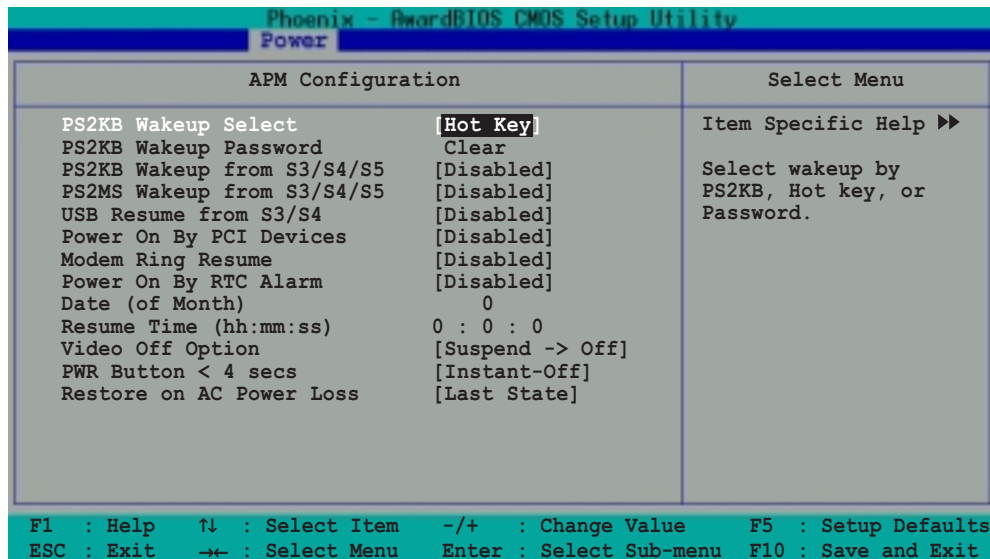 Phoenix - AwardBIOS CMOS Setup Utility
Power
APM Configuration Select Menu
PS2KB Wakeup Select [Hot Key] Item Specific Help ▶▶
PS2KB Wakeup Password Clear
PS2KB Wakeup from S3/S4/S5 [Disabled] Select wakeup by
PS2MS Wakeup from S3/S4/S5 [Disabled] PS2KB, Hot key, or
USB Resume from S3/S4 [Disabled] Password.
Power On By PCI Devices [Disabled]
Modem Ring Resume [Disabled]
Power On By RTC Alarm [Disabled]
Date (of Month) 0
Resume Time (hh:mm:ss) 0 : 0 : 0
Video Off Option [Suspend -> Off]
PWR Button < 4 secs [Instant-Off]
Restore on AC Power Loss [Last State]
F1 : Help ↑↓ : Select Item -/+ : Change Value F5 : Setup Defaults
ESC : Exit →← : Select Menu Enter : Select Sub-menu F10 : Save and Exit